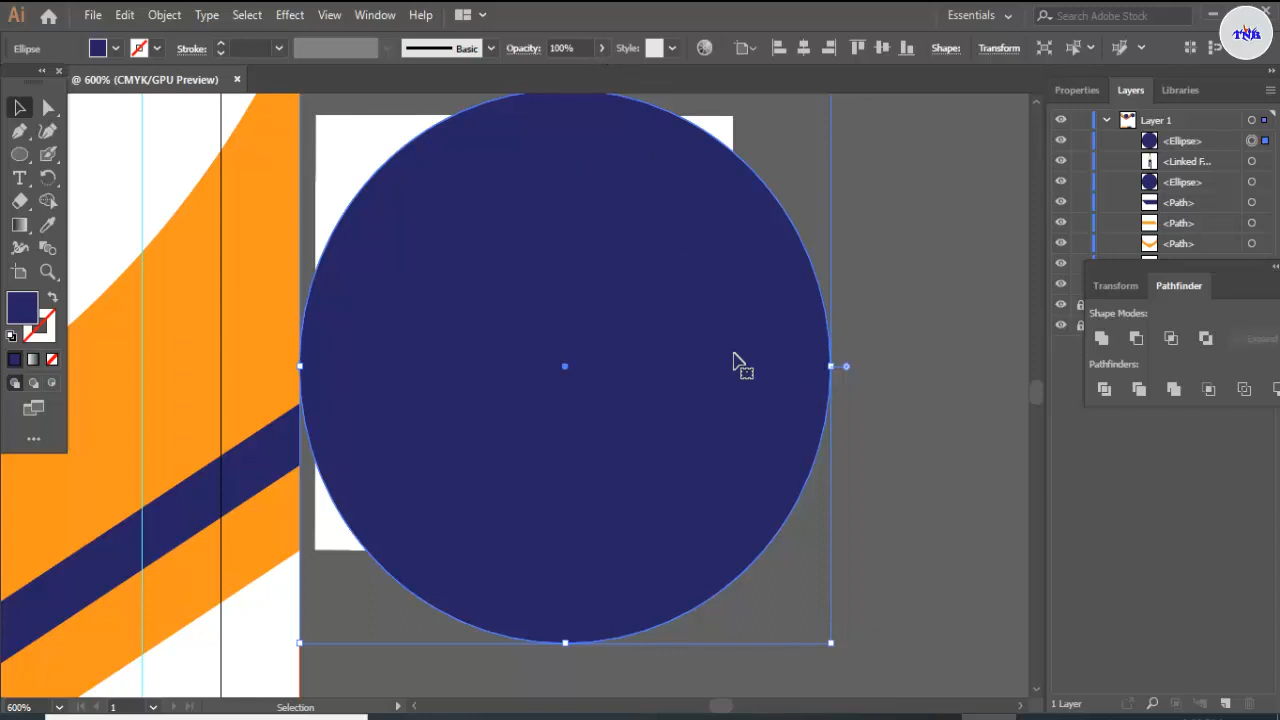 Ai File Edit Object Type Select Effect View Window Help Essentials Search Adobe Stock
Ellipse Stroke: Basic Opacity: 100% Style: Shape: Transform
TNR
@ 600% (CMYK/GPU Preview) ×
Properties Layers Libraries
Layer 1
<Ellipse>
<Linked F...
<Ellipse>
<Path>
<Path>
<Path>
Transform Pathfinder
Shape Modes:
Expand
Pathfinders:
600% 1 Selection 1 Layer